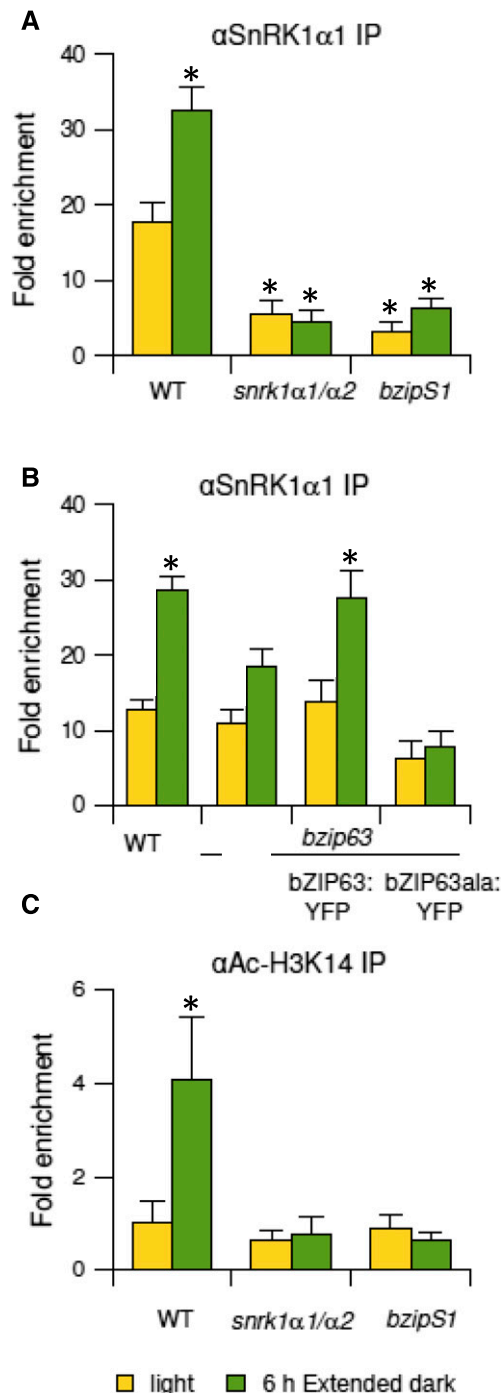 A
αSnRK1α1 IP
Fold enrichment
40
30
20
10
0
*
* * * *
WT snrk1α1/α2 bzipS1
B
αSnRK1α1 IP
Fold enrichment
40
30
20
10
0
* *
WT bzip63
bZIP63: bZIP63ala:
YFP YFP
C
αAc-H3K14 IP
Fold enrichment
6
4
2
0
*
WT snrk1α1/α2 bzipS1
light 6 h Extended dark